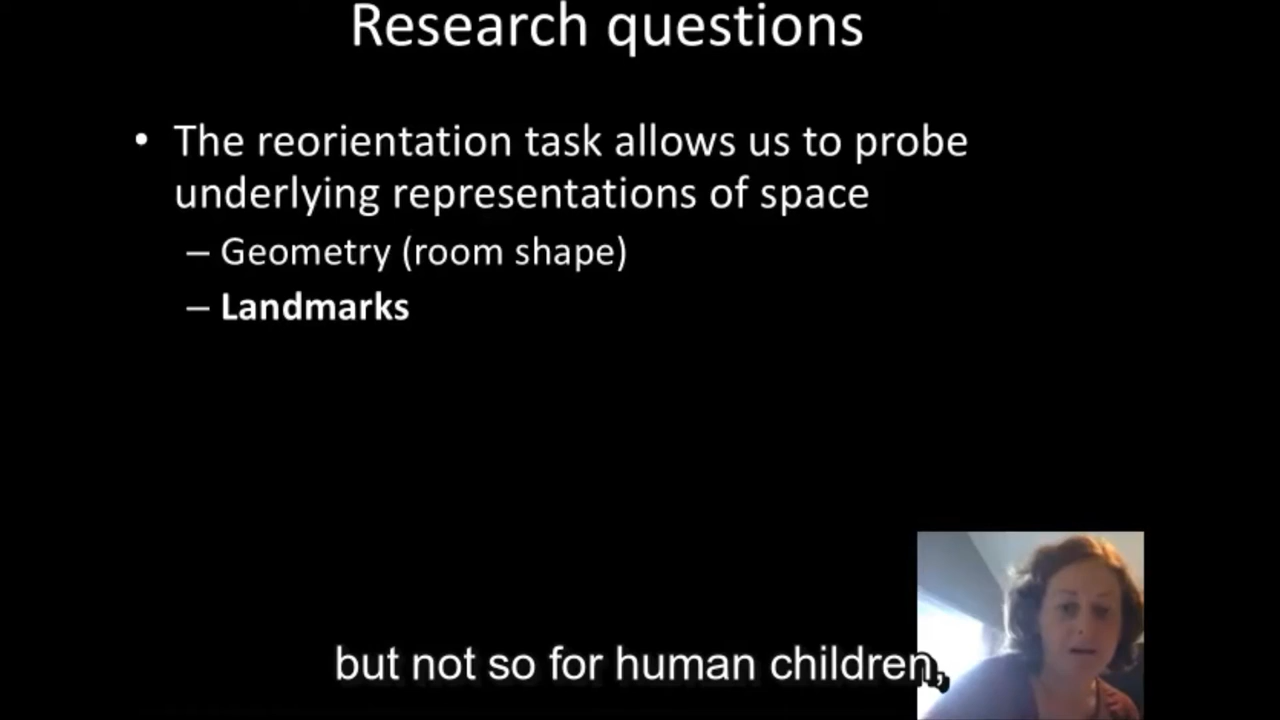 Research questions
• The reorientation task allows us to probe
underlying representations of space
– Geometry (room shape)
– Landmarks
but not so for human children,